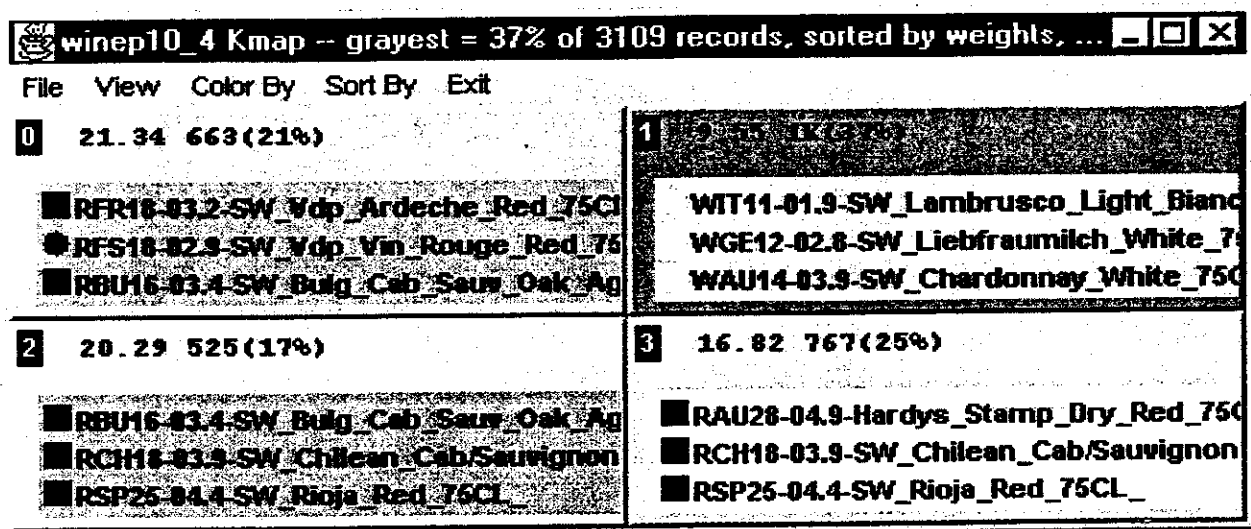 winep10_4 Kmap -- grayest = 37% of 3109 records, sorted by weights, ...
File View Color By Sort By Exit
0 21.34 663(21%)
RFR18-03.2-SW_Vdp_Ardeche_Red_75Cl
RFS18-02.9-SW_Vdp_Vin_Rouge_Red_75
RBU16-03.4-SW_Bulg_Cab_Sauv_Oak_Ag
1 1K(37%)
WIT11-01.9-SW_Lambrusco_Light_Bianc
WGE12-02.8-SW_Liebfraumilch_White_7
WAU14-03.9-SW_Chardonnay_White_75C
2 20.29 525(17%)
RBU16-03.4-SW_Bulg_Cab_Sauv_Oak_Ag
RCH18-03.9-SW_Chilean_Cab/Sauvignon
RSP25-04.4-SW_Rioja_Red_75CL_
3 16.82 767(25%)
RAU28-04.9-Hardys_Stamp_Dry_Red_75C
RCH18-03.9-SW_Chilean_Cab/Sauvignon
RSP25-04.4-SW_Rioja_Red_75CL_